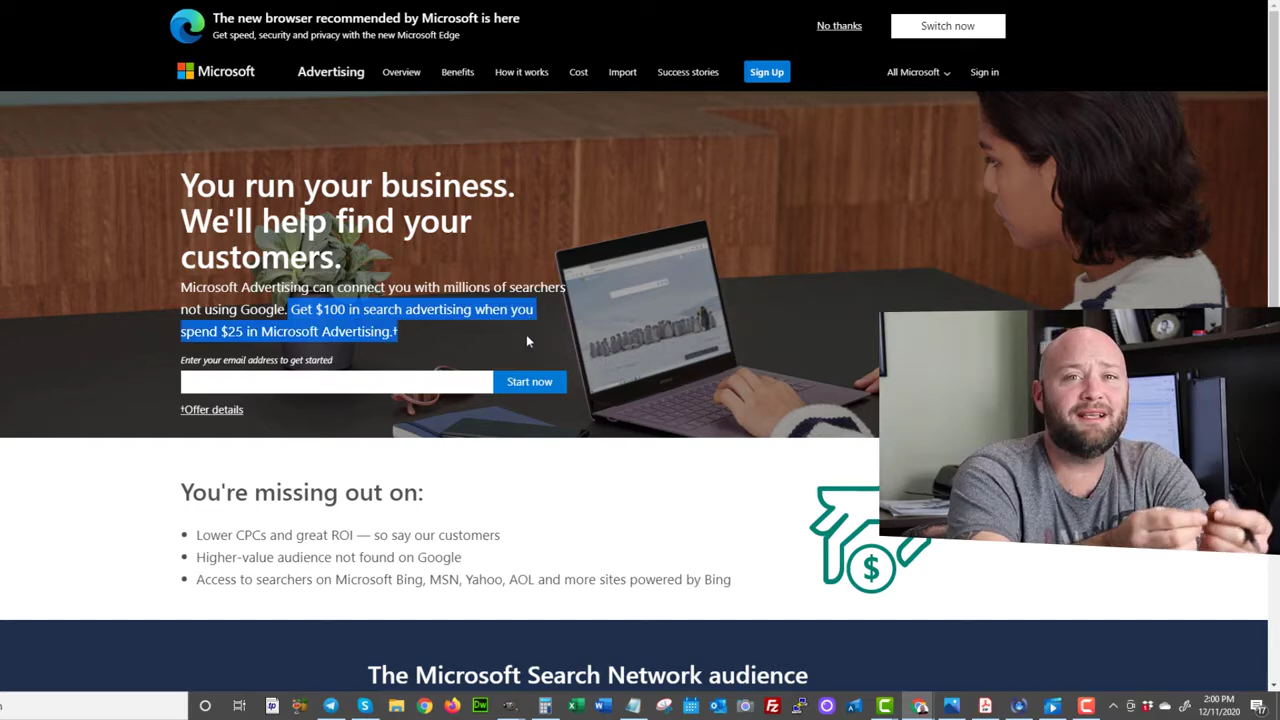 The new browser recommended by Microsoft is here
Get speed, security and privacy with the new Microsoft Edge
No thanks
Switch now
Microsoft
Advertising
Overview
Benefits
How it works
Cost
Import
Success stories
Sign Up
All Microsoft
Sign in
You run your business.
We'll help find your
customers.
Microsoft Advertising can connect you with millions of searchers
not using Google. Get $100 in search advertising when you
spend $25 in Microsoft Advertising.†
Enter your email address to get started
Start now
†Offer details
You're missing out on:
• Lower CPCs and great ROI — so say our customers
• Higher-value audience not found on Google
• Access to searchers on Microsoft Bing, MSN, Yahoo, AOL and more sites powered by Bing
$
The Microsoft Search Network audience
2:00 PM
12/11/2020